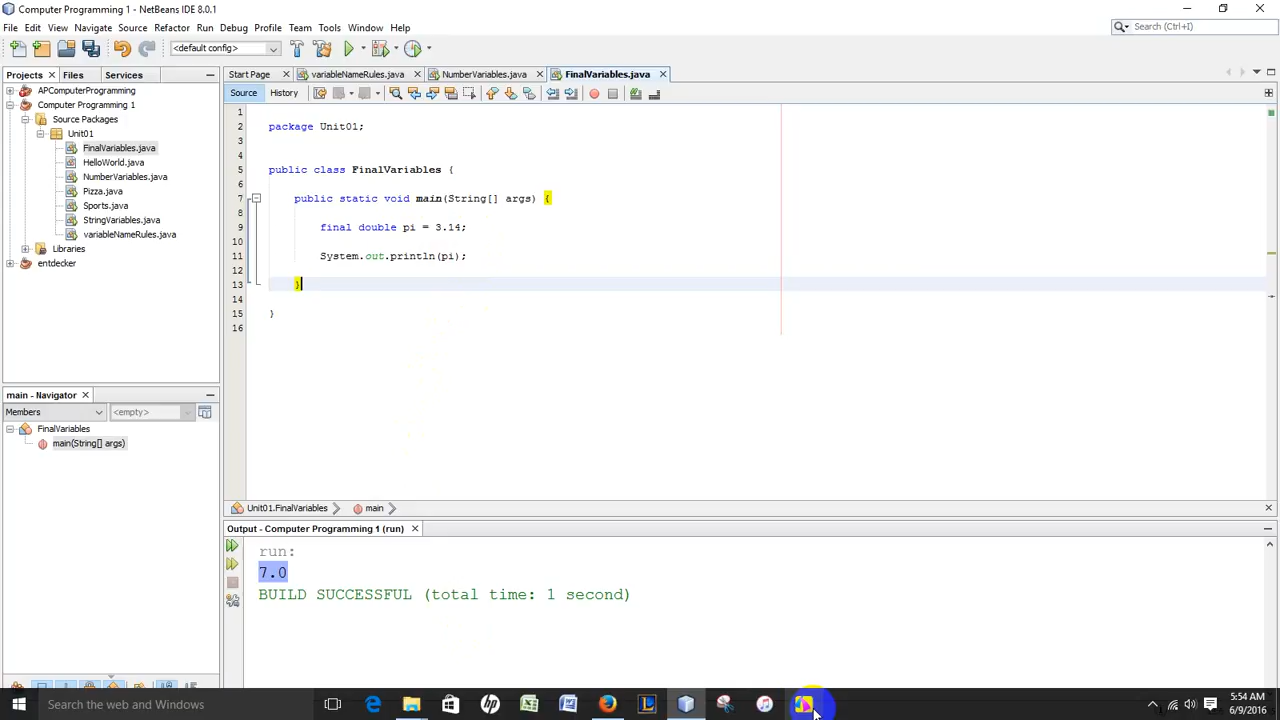 Computer Programming 1 - NetBeans IDE 8.0.1
File Edit View Navigate Source Refactor Run Debug Profile Team Tools Window Help
Search (Ctrl+I)
<default config>
Projects Files Services
Start Page variableNameRules.java NumberVariables.java FinalVariables.java
Source History
APComputerProgramming
Computer Programming 1
Source Packages
Unit01
FinalVariables.java
HelloWorld.java
NumberVariables.java
Pizza.java
Sports.java
StringVariables.java
variableNameRules.java
Libraries
entdecker
1
2 package Unit01;
3
4
5 public class FinalVariables {
6
7 public static void main(String[] args) {
8
9 final double pi = 3.14;
10
11 System.out.println(pi);
12
13 }
14
15 }
16
main - Navigator
Members <empty>
FinalVariables
main(String[] args)
Unit01.FinalVariables main
Output - Computer Programming 1 (run)
run:
7.0
BUILD SUCCESSFUL (total time: 1 second)
Search the web and Windows
5:54 AM
6/9/2016